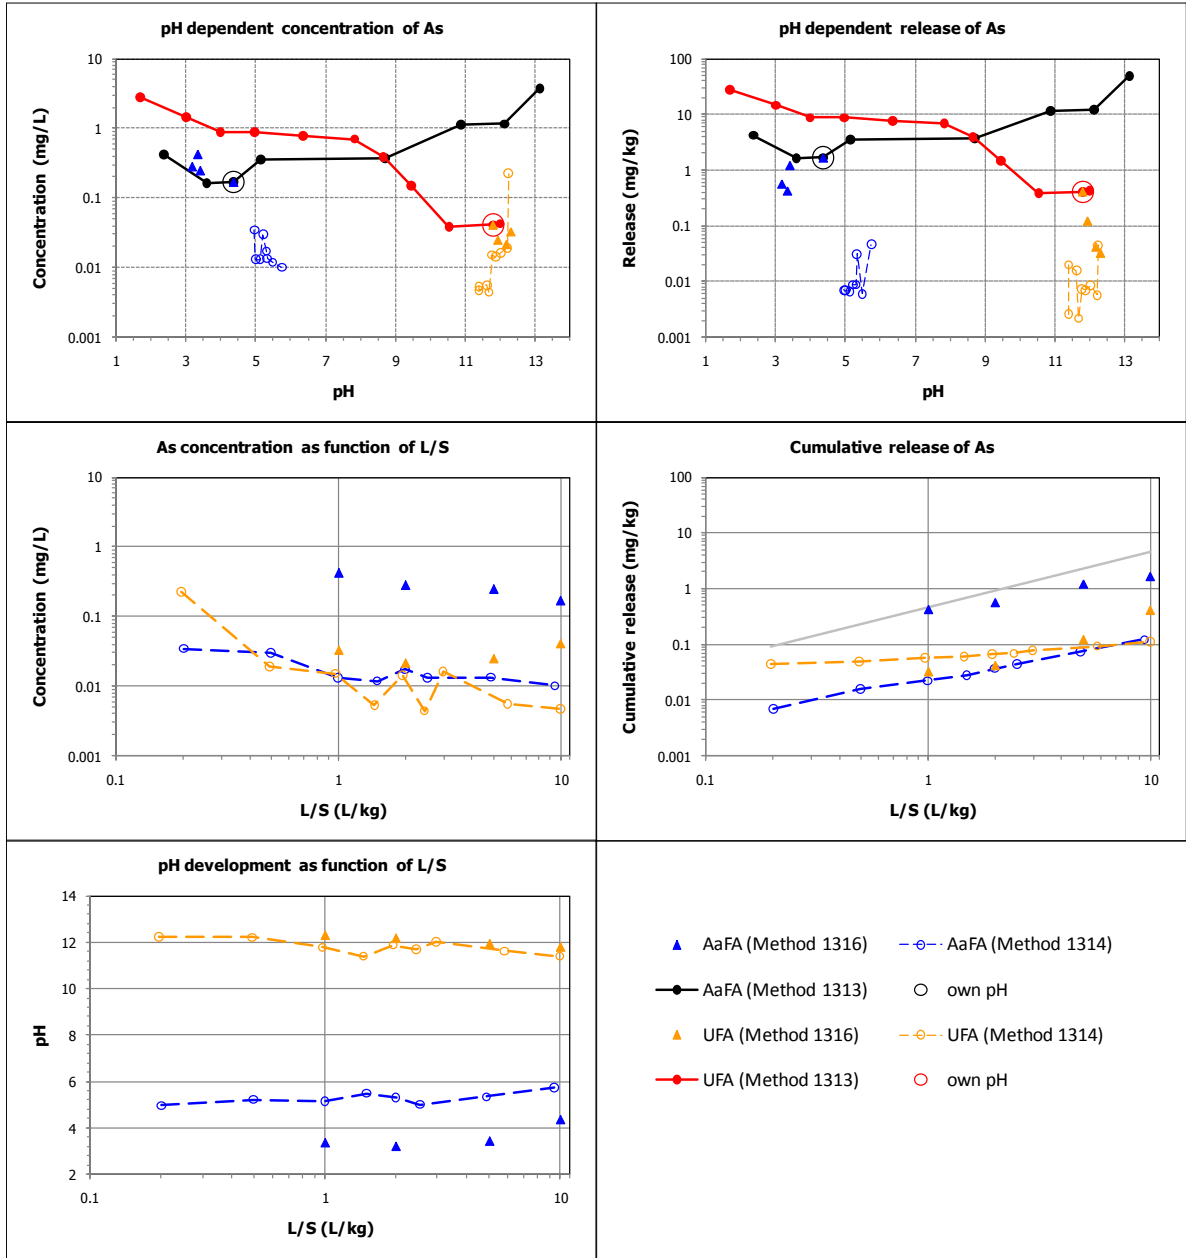 pH dependent concentration of As
10
1
0.1
0.01
0.001
Concentration (mg/L)
1 3 5 7 9 11 13
pH
pH dependent release of As
100
10
1
0.1
0.01
0.001
Release (mg/kg)
1 3 5 7 9 11 13
pH
As concentration as function of L/S
10
1
0.1
0.01
0.001
Concentration (mg/L)
0.1 1 10
L/S (L/kg)
Cumulative release of As
100
10
1
0.1
0.01
0.001
Cumulative release (mg/kg)
0.1 1 10
L/S (L/kg)
pH development as function of L/S
14
12
10
8
6
4
2
pH
0.1 1 10
L/S (L/kg)
AaFA (Method 1316) AaFA (Method 1314)
AaFA (Method 1313) own pH
UFA (Method 1316) UFA (Method 1314)
UFA (Method 1313) own pH